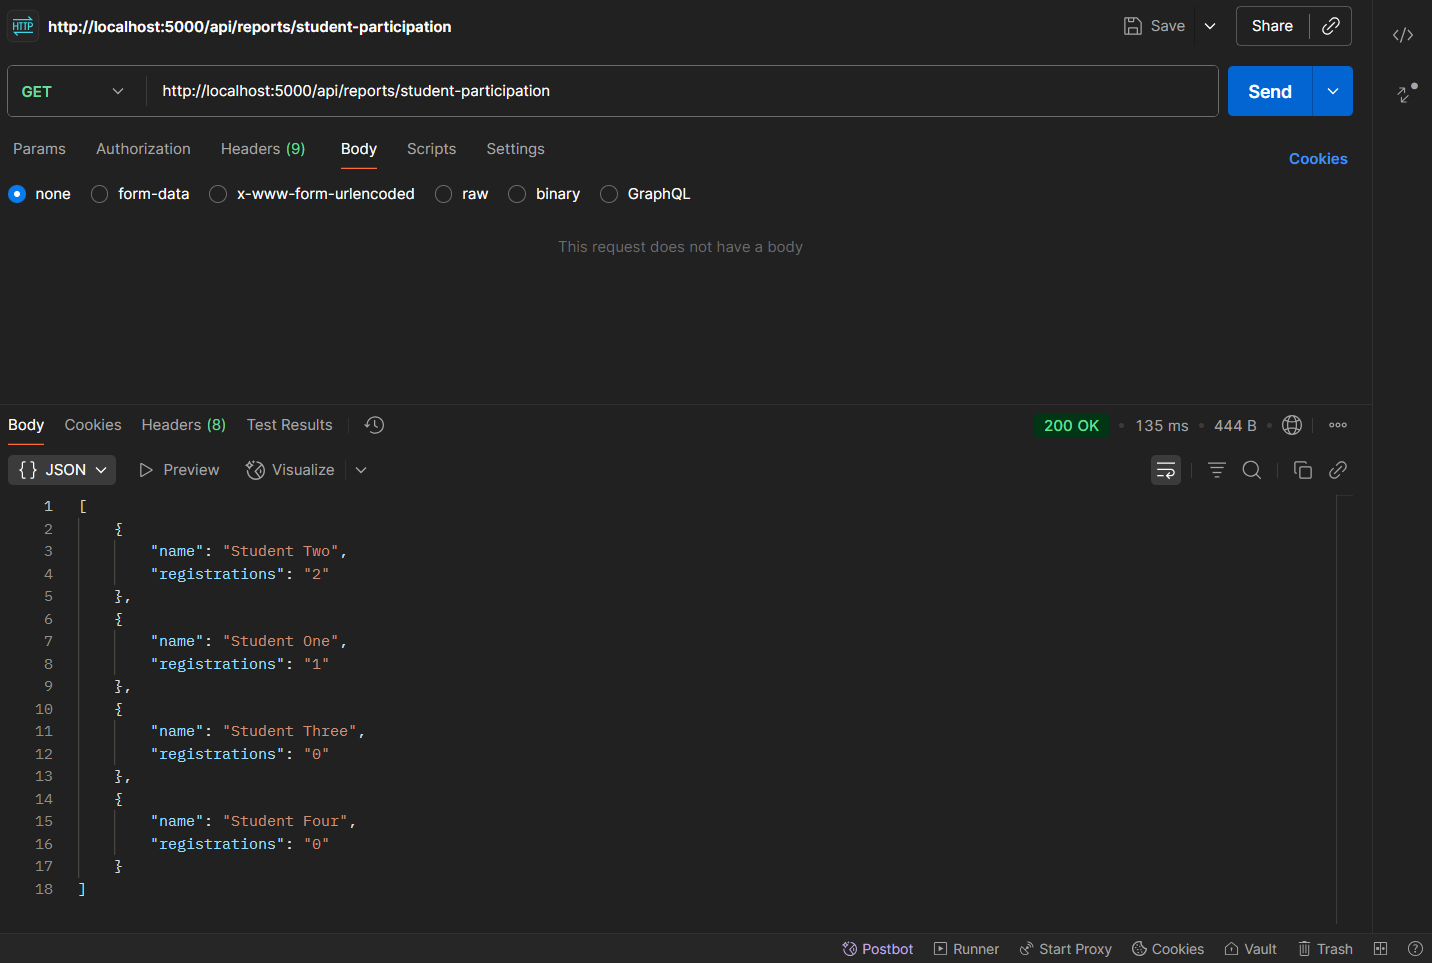 HTTP http://localhost:5000/api/reports/student-participation Save Share
GET http://localhost:5000/api/reports/student-participation Send
Params Authorization Headers (9) Body Scripts Settings Cookies
none form-data x-www-form-urlencoded raw binary GraphQL
This request does not have a body
Body Cookies Headers (8) Test Results 200 OK • 135 ms • 444 B •
{} JSON Preview Visualize
1 [
2 {
3 "name": "Student Two",
4 "registrations": "2"
5 },
6 {
7 "name": "Student One",
8 "registrations": "1"
9 },
10 {
11 "name": "Student Three",
12 "registrations": "0"
13 },
14 {
15 "name": "Student Four",
16 "registrations": "0"
17 }
18 ]
Postbot Runner Start Proxy Cookies Vault Trash